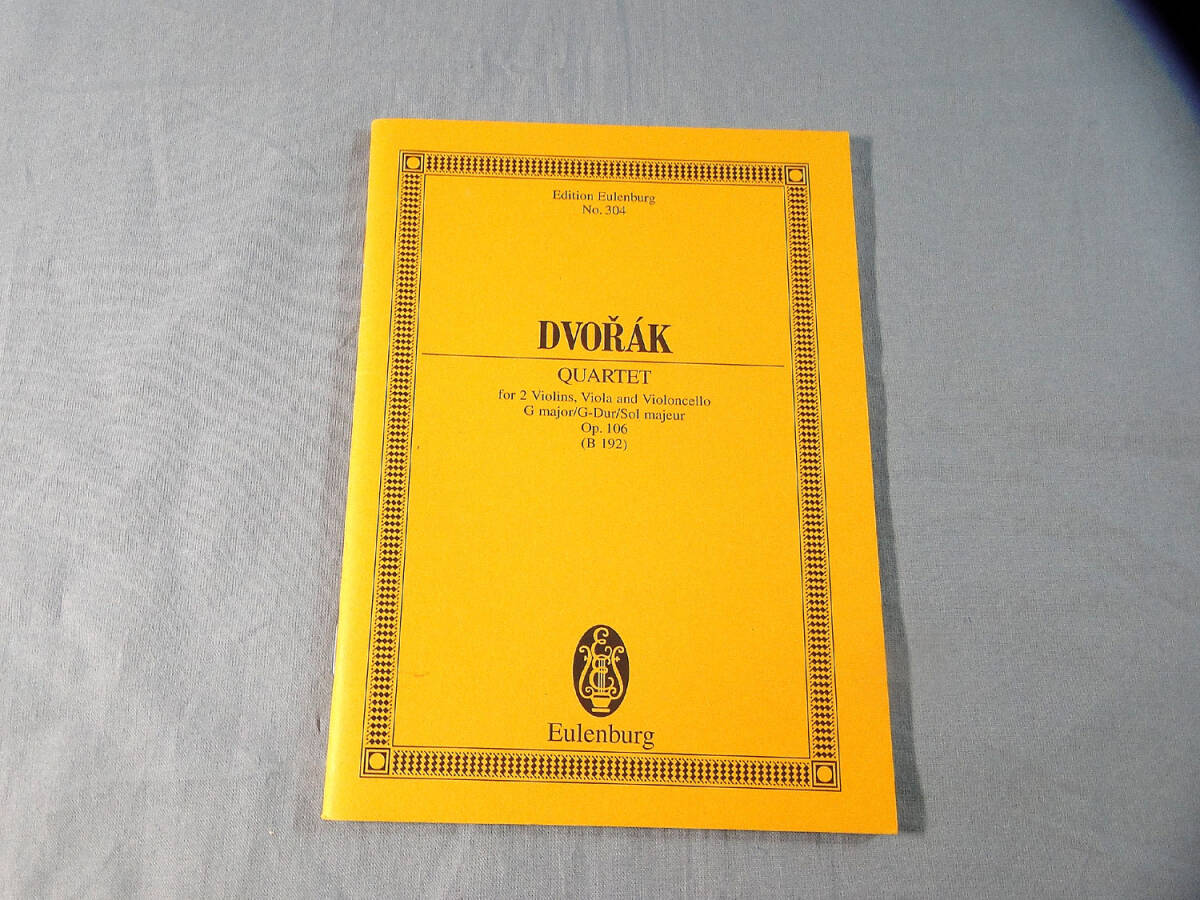 Edition Eulenburg
No. 304
DVOŘÁK
QUARTET
for 2 Violins, Viola and Violoncello
G major/G-Dur/Sol majeur
Op. 106
(B 192)
Eulenburg